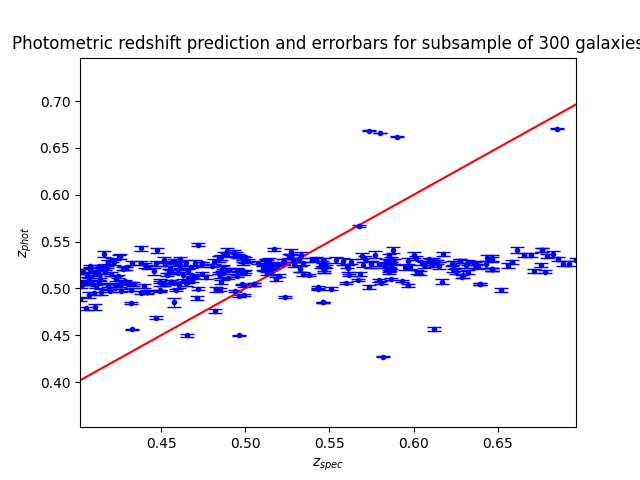 Photometric redshift prediction and errorbars for subsample of 300 galaxies
0.70
0.65
0.60
0.55
0.50
0.45
0.40
z_phot
0.45 0.50 0.55 0.60 0.65
z_spec